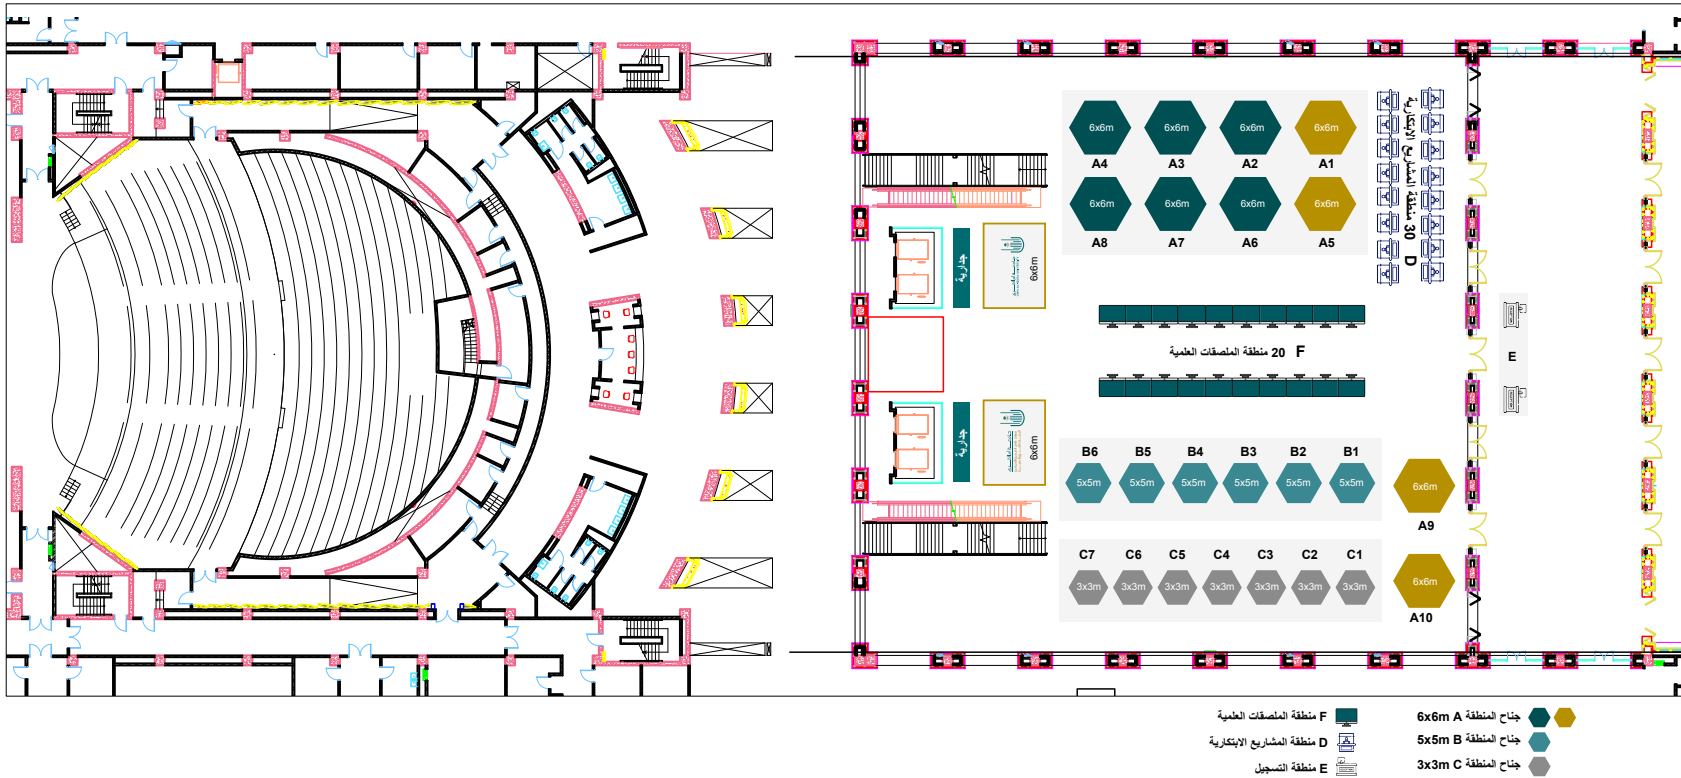 6x6m 6x6m 6x6m 6x6m
A4 A3 A2 A1
6x6m 6x6m 6x6m 6x6m
A8 A7 A6 A5
30 منطقة المشاريع الابتكارية
D
جدارية
6x6m
F 20 منطقة الملصقات العلمية
E
جدارية
6x6m
B6 B5 B4 B3 B2 B1
5x5m 5x5m 5x5m 5x5m 5x5m 5x5m
6x6m
A9
C7 C6 C5 C4 C3 C2 C1
3x3m 3x3m 3x3m 3x3m 3x3m 3x3m 3x3m
6x6m
A10
جناح المنطقة 6x6m A
جناح المنطقة 5x5m B
جناح المنطقة 3x3m C
F منطقة الملصقات العلمية
D منطقة المشاريع الابتكارية
E منطقة التسجيل